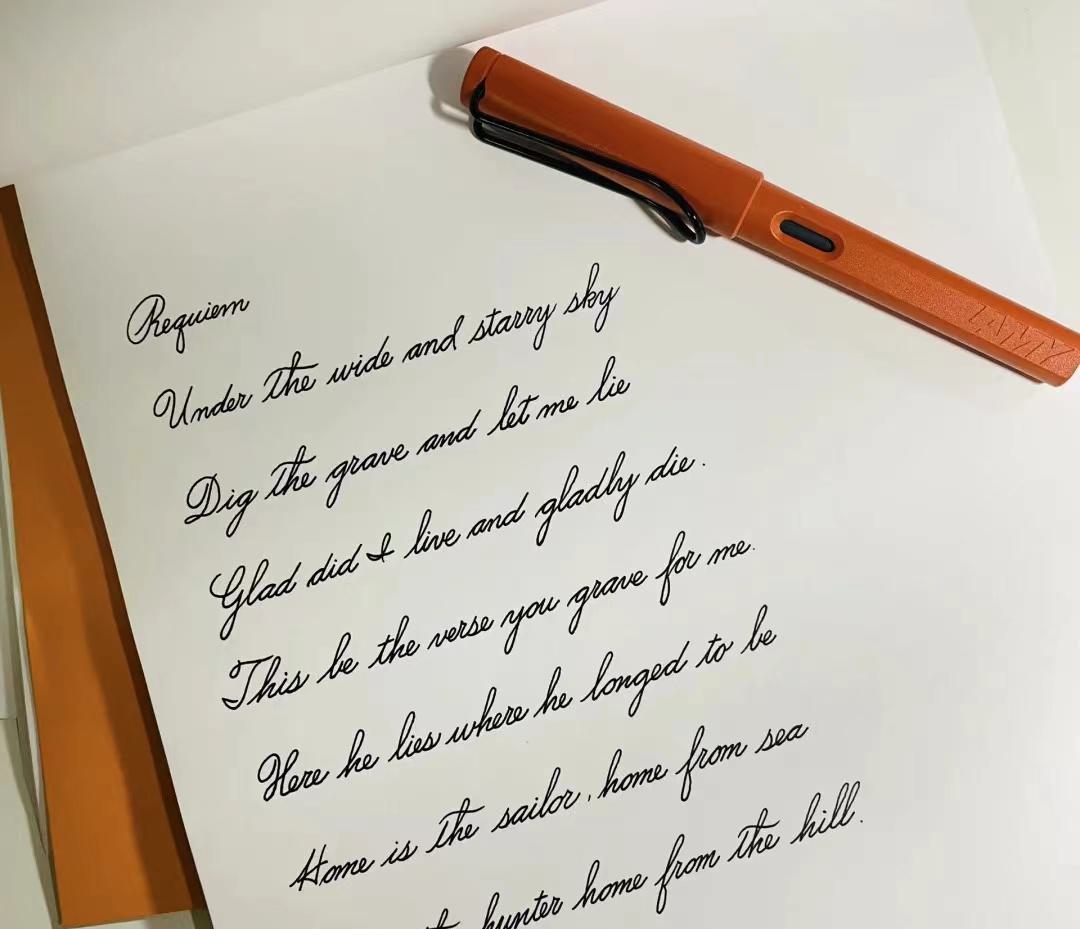 Requiem
Under the wide and starry sky
Dig the grave and let me lie
Glad did I live and gladly die.
This be the verse you grave for me.
Here he lies where he longed to be
Home is the sailor, home from sea
hunter home from the hill.
LAMY